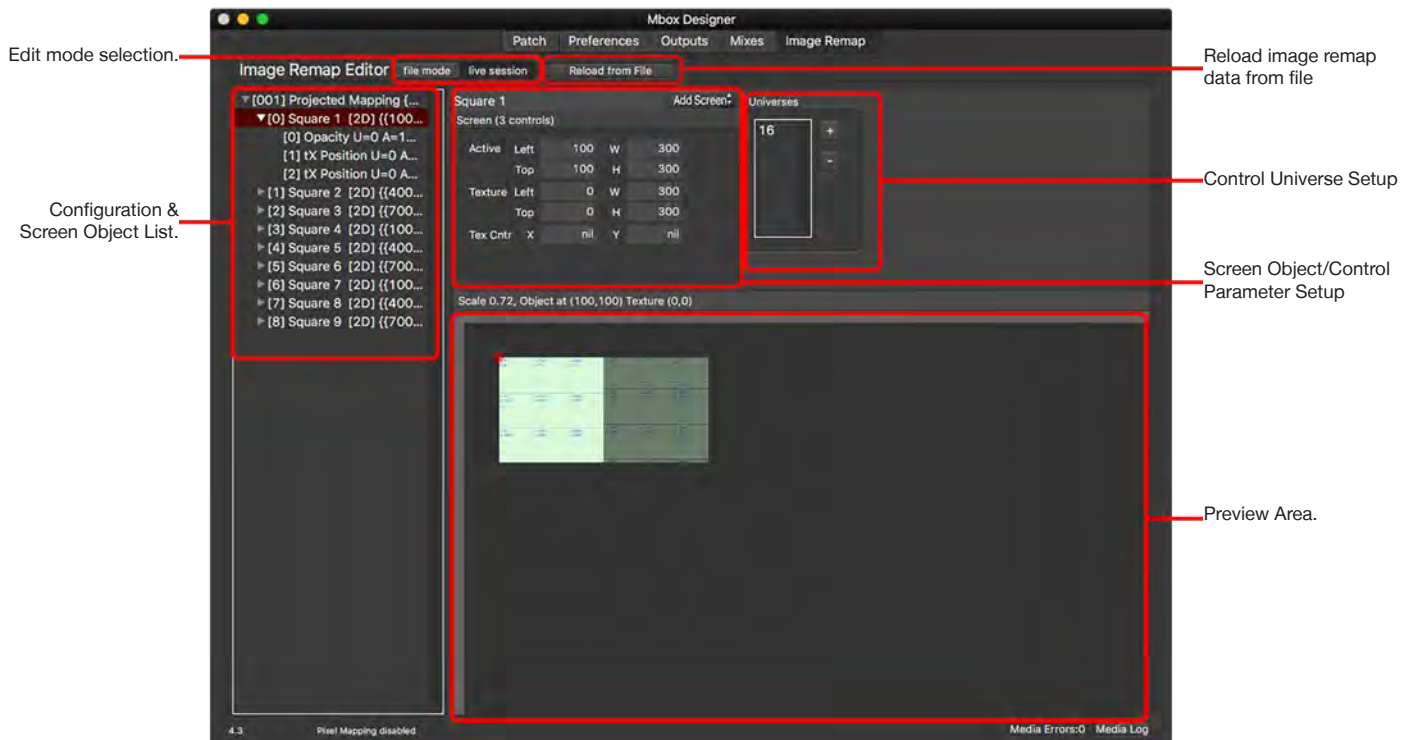 Mbox Designer
Patch Preferences Outputs Mixes Image Remap
Edit mode selection.
Image Remap Editor file mode live session Reload from File
Reload image remap
data from file
[001] Projected Mapping {...
[0] Square 1 [2D] {{100...
[0] Opacity U=0 A=1...
[1] tX Position U=0 A...
[2] tX Position U=0 A...
[1] Square 2 [2D] {{400...
[2] Square 3 [2D] {{700...
[3] Square 4 [2D] {{100...
[4] Square 5 [2D] {{400...
[5] Square 6 [2D] {{700...
[6] Square 7 [2D] {{100...
[7] Square 8 [2D] {{400...
[8] Square 9 [2D] {{700...
Configuration &
Screen Object List.
Square 1 Add Screen
Screen (3 controls)
Active Left 100 W 300
Top 100 H 300
Texture Left 0 W 300
Top 0 H 300
Tex Cntr X nil Y nil
Universes
16 +
-
Control Universe Setup
Screen Object/Control
Parameter Setup
Scale 0.72, Object at (100,100) Texture (0,0)
Preview Area.
4.3 Pixel Mapping disabled Media Errors:0 Media Log